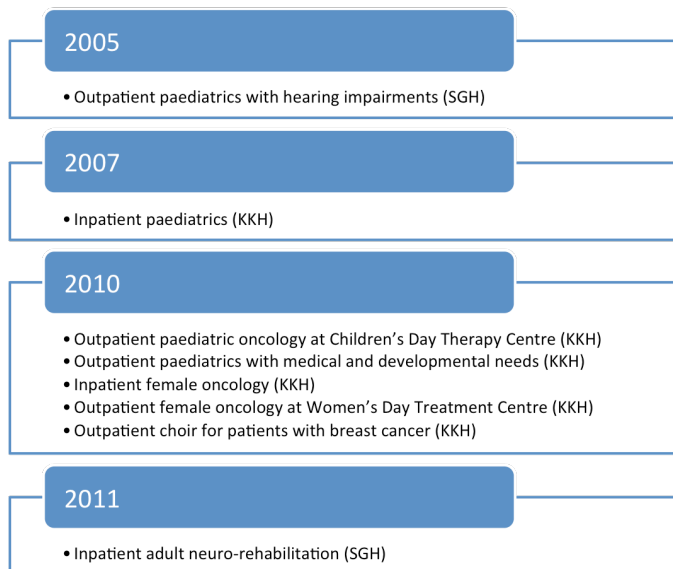 2005
• Outpatient paediatrics with hearing impairments (SGH)
2007
• Inpatient paediatrics (KKH)
2010
• Outpatient paediatric oncology at Children’s Day Therapy Centre (KKH)
• Outpatient paediatrics with medical and developmental needs (KKH)
• Inpatient female oncology (KKH)
• Outpatient female oncology at Women’s Day Treatment Centre (KKH)
• Outpatient choir for patients with breast cancer (KKH)
2011
• Inpatient adult neuro-rehabilitation (SGH)